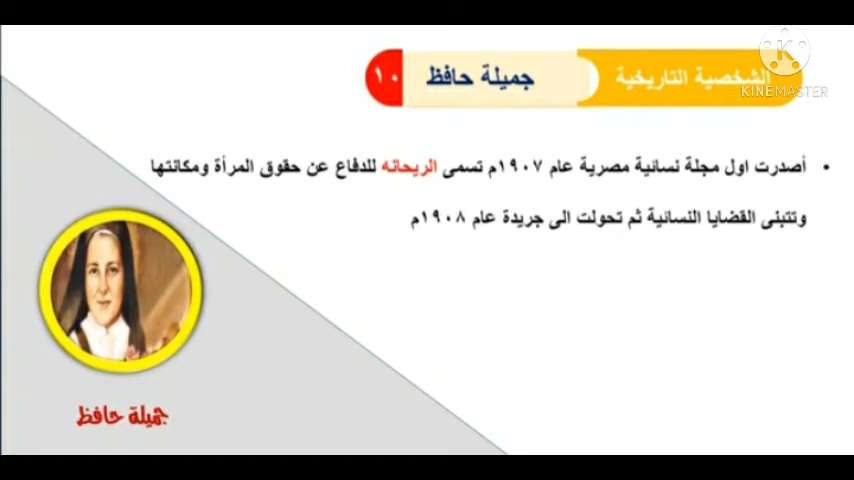 الشخصية التاريخية
جميلة حافظ
١٠
KINEMASTER
• أصدرت اول مجلة نسائية مصرية عام ١٩٠٧م تسمى الريحانه للدفاع عن حقوق المرأة ومكانتها
وتتبنى القضايا النسائية ثم تحولت الى جريدة عام ١٩٠٨م
جميلة حافظ